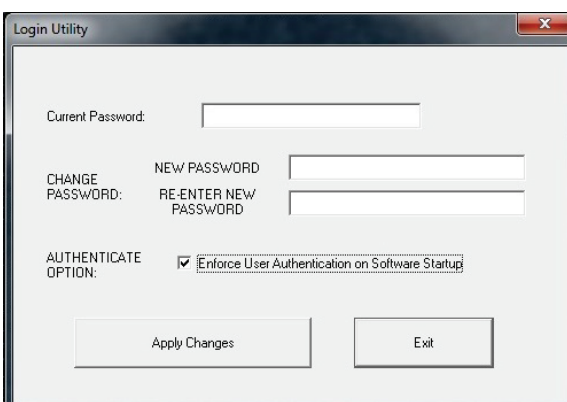 Login Utility
Current Password:
CHANGE
PASSWORD:
NEW PASSWORD
RE-ENTER NEW
PASSWORD
AUTHENTICATE
OPTION:
Enforce User Authentication on Software Startup
Apply Changes
Exit